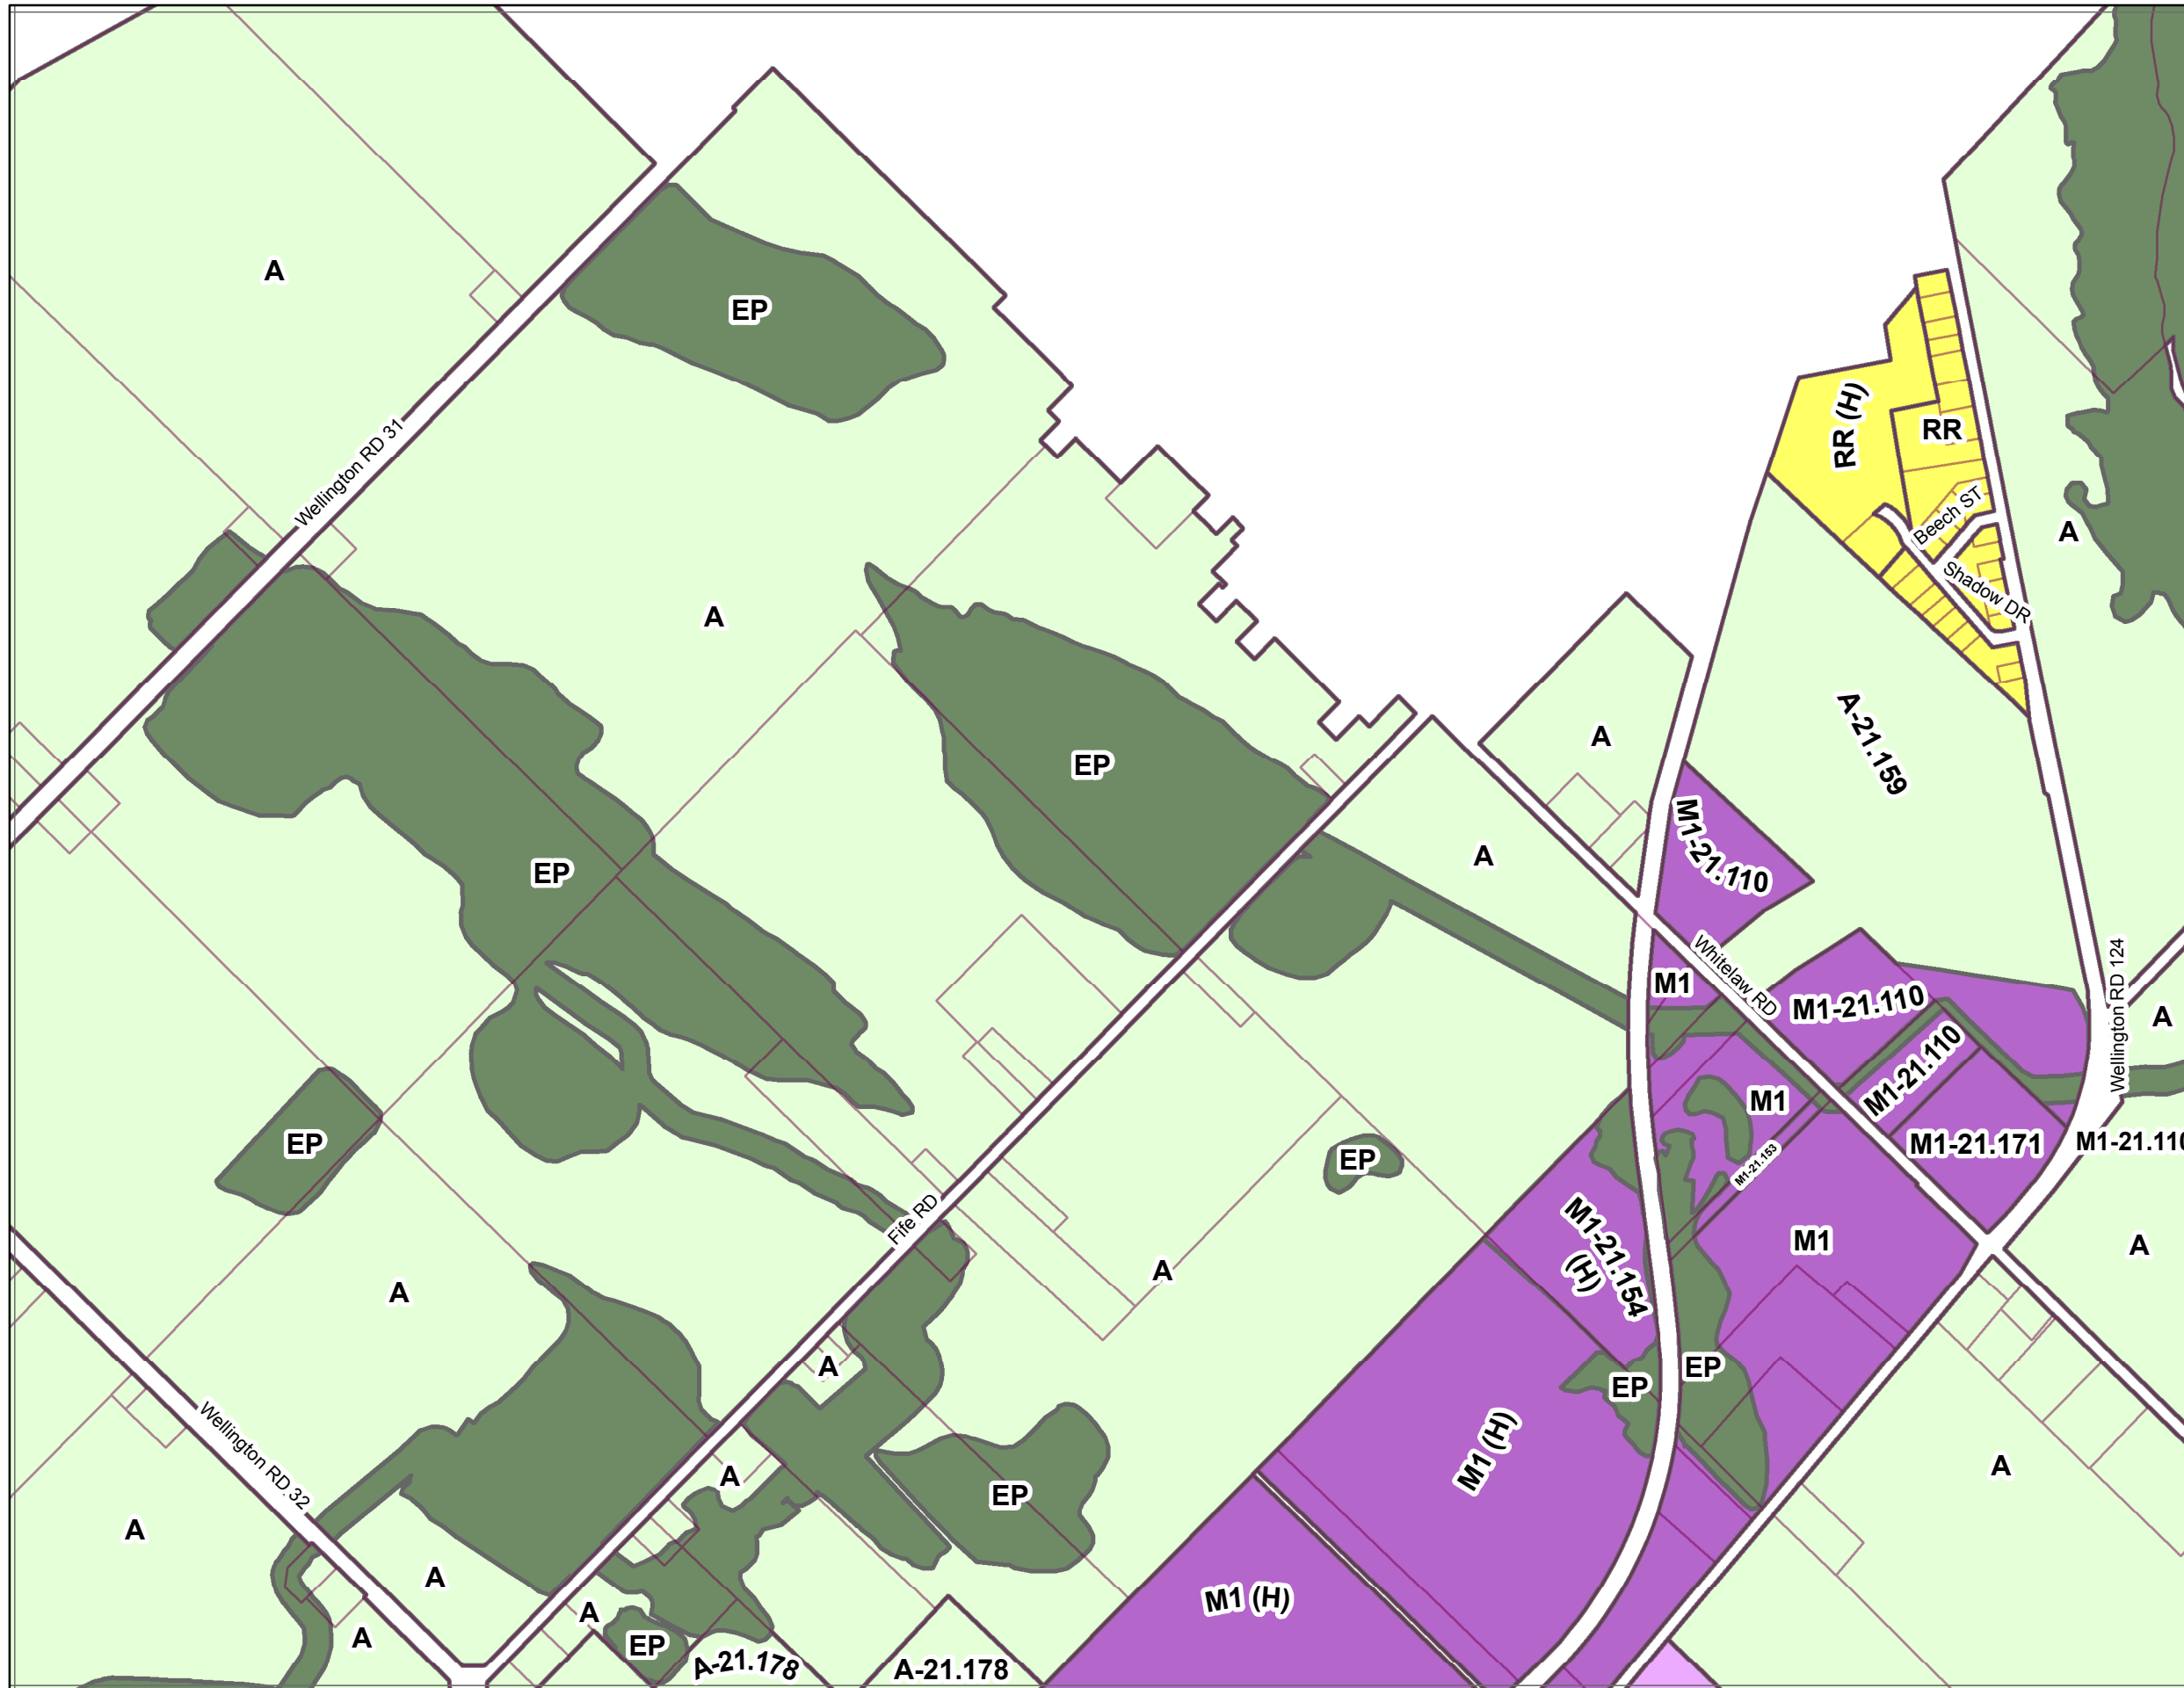 A
EP
RR (H)
RR
Wellington RD 31
Beech ST
A
Shadow DR
A
A
EP
A-21.159
M1-21.110
A
EP
Whitelaw RD
M1
M1-21.110
Wellington RD 124
A
M1-21.110
M1
EP
EP
M1-21.153
M1-21.171
M1-21.110
Fife RD
M1-21.154
(H)
M1
A
A
A
A
EP
EP
Wellington RD 32
M1 (H)
A
A
EP
A
A
M1 (H)
A
A
EP
A-21.178
A-21.178